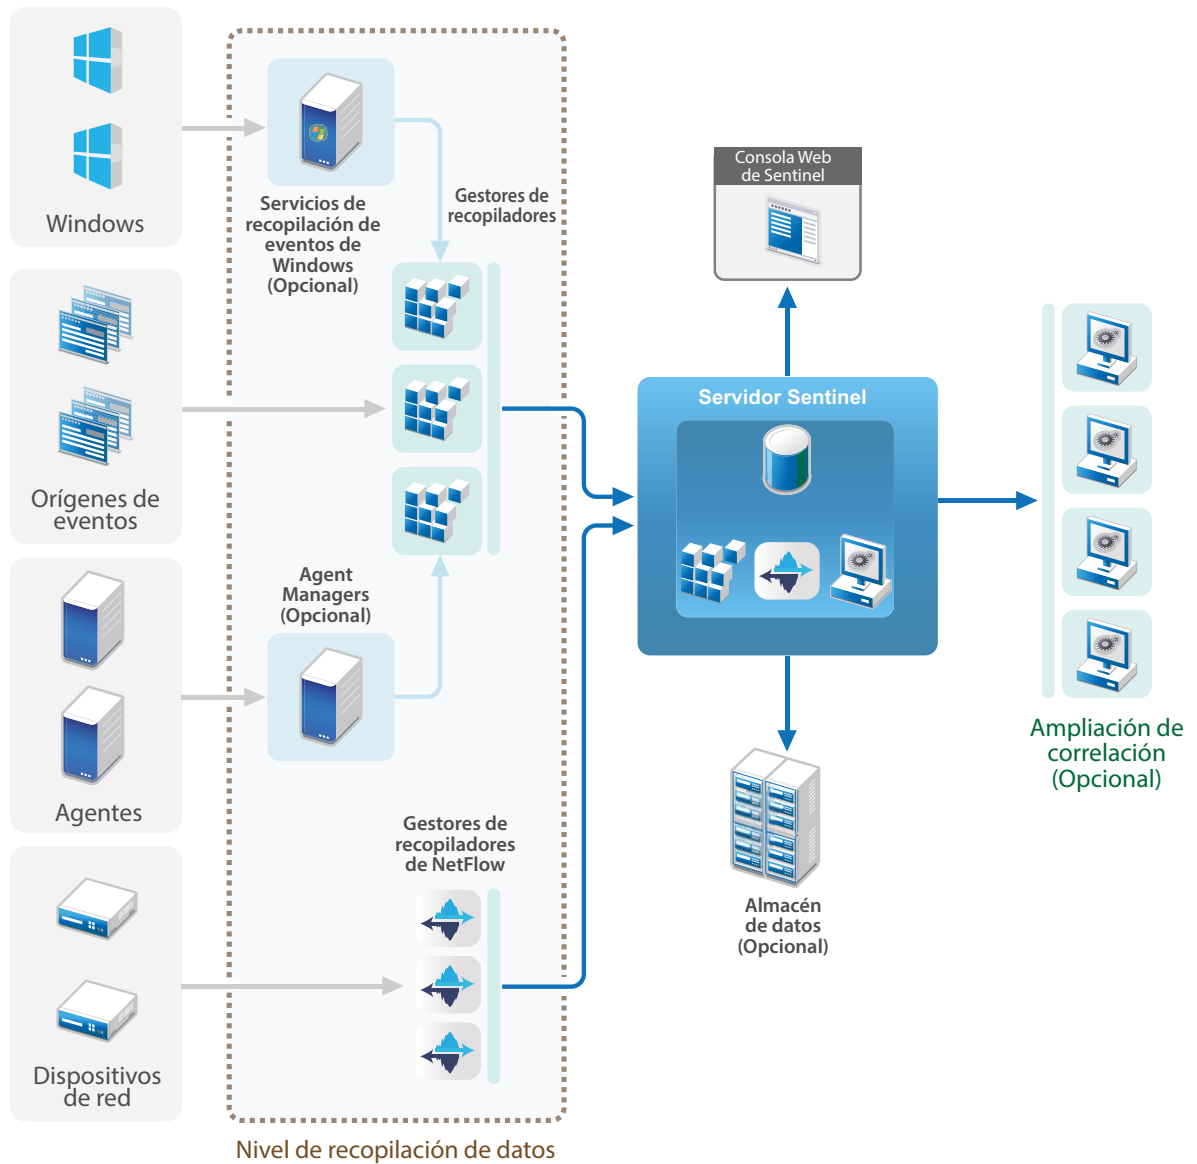 Windows
Orígenes de
eventos
Agentes
Dispositivos
de red
Servicios de
recopilación de
eventos de
Windows
(Opcional)
Gestores de
recopiladores
Agent
Managers
(Opcional)
Gestores de
recopiladores
de NetFlow
Nivel de recopilación de datos
Consola Web
de Sentinel
Servidor Sentinel
Almacén
de datos
(Opcional)
Ampliación de
correlación
(Opcional)